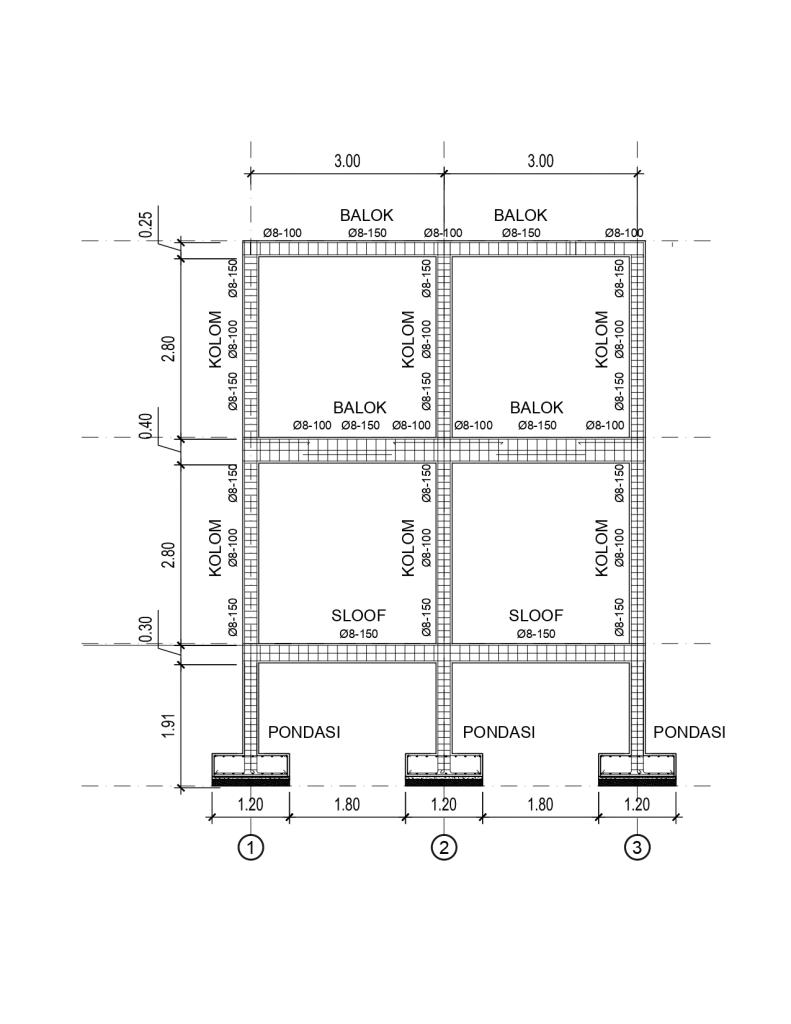 3.00 3.00
BALOK BALOK
Ø8-100 Ø8-150 Ø8-100 Ø8-150 Ø8-100
0.25
Ø8-150 Ø8-150 Ø8-150
2.80
KOLOM Ø8-100 KOLOM Ø8-100 KOLOM Ø8-100
Ø8-150 Ø8-150 Ø8-150
BALOK BALOK
Ø8-100 Ø8-150 Ø8-100 Ø8-100 Ø8-150 Ø8-100
0.40
Ø8-150 Ø8-150 Ø8-150
2.80
KOLOM Ø8-100 KOLOM Ø8-100 KOLOM Ø8-100
Ø8-150 Ø8-150 Ø8-150
SLOOF SLOOF
Ø8-150 Ø8-150
0.30
1.91
PONDASI PONDASI PONDASI
1.20 1.80 1.20 1.80 1.20
1 2 3